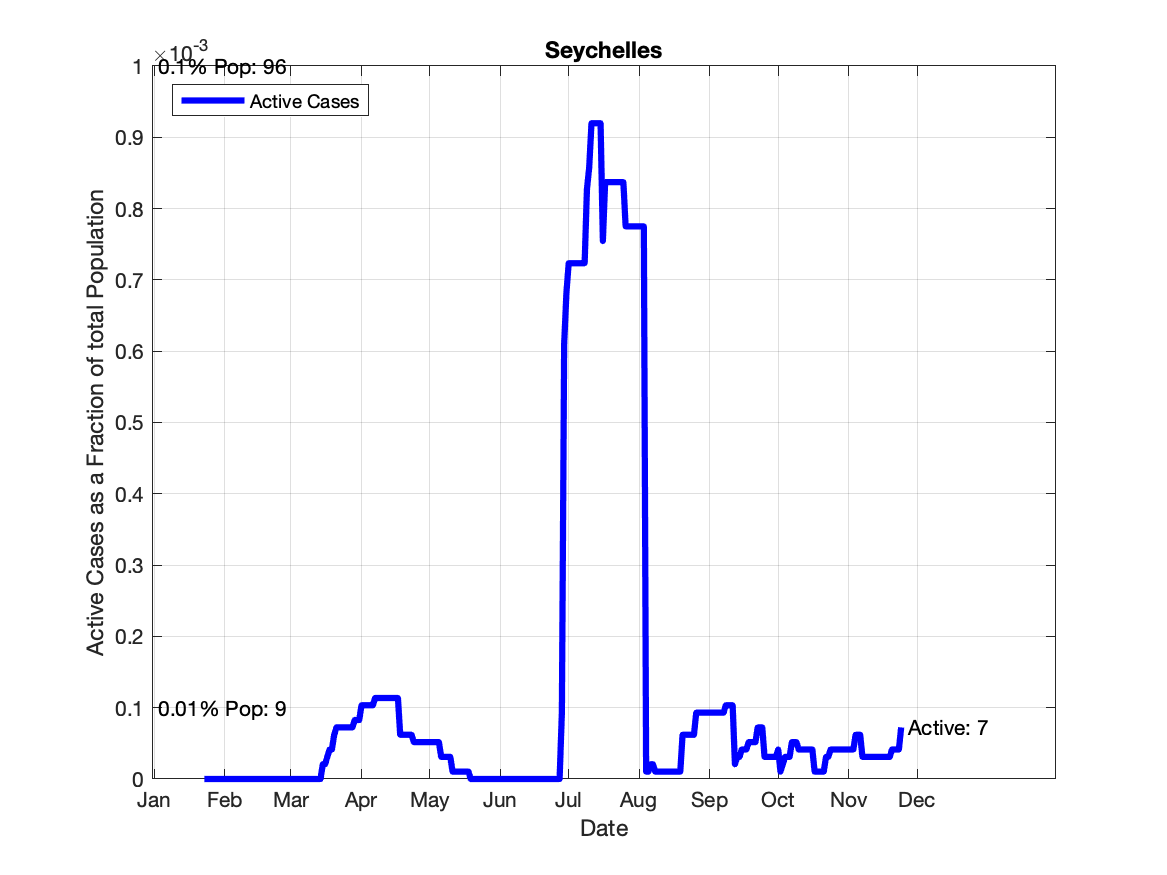 Seychelles
×10-3
0.1% Pop: 96
Active Cases
1
0.9
0.8
0.7
0.6
0.5
0.4
0.3
0.2
0.1
0
0.01% Pop: 9
Active: 7
Active Cases as a Fraction of total Population
Jan Feb Mar Apr May Jun Jul Aug Sep Oct Nov Dec
Date